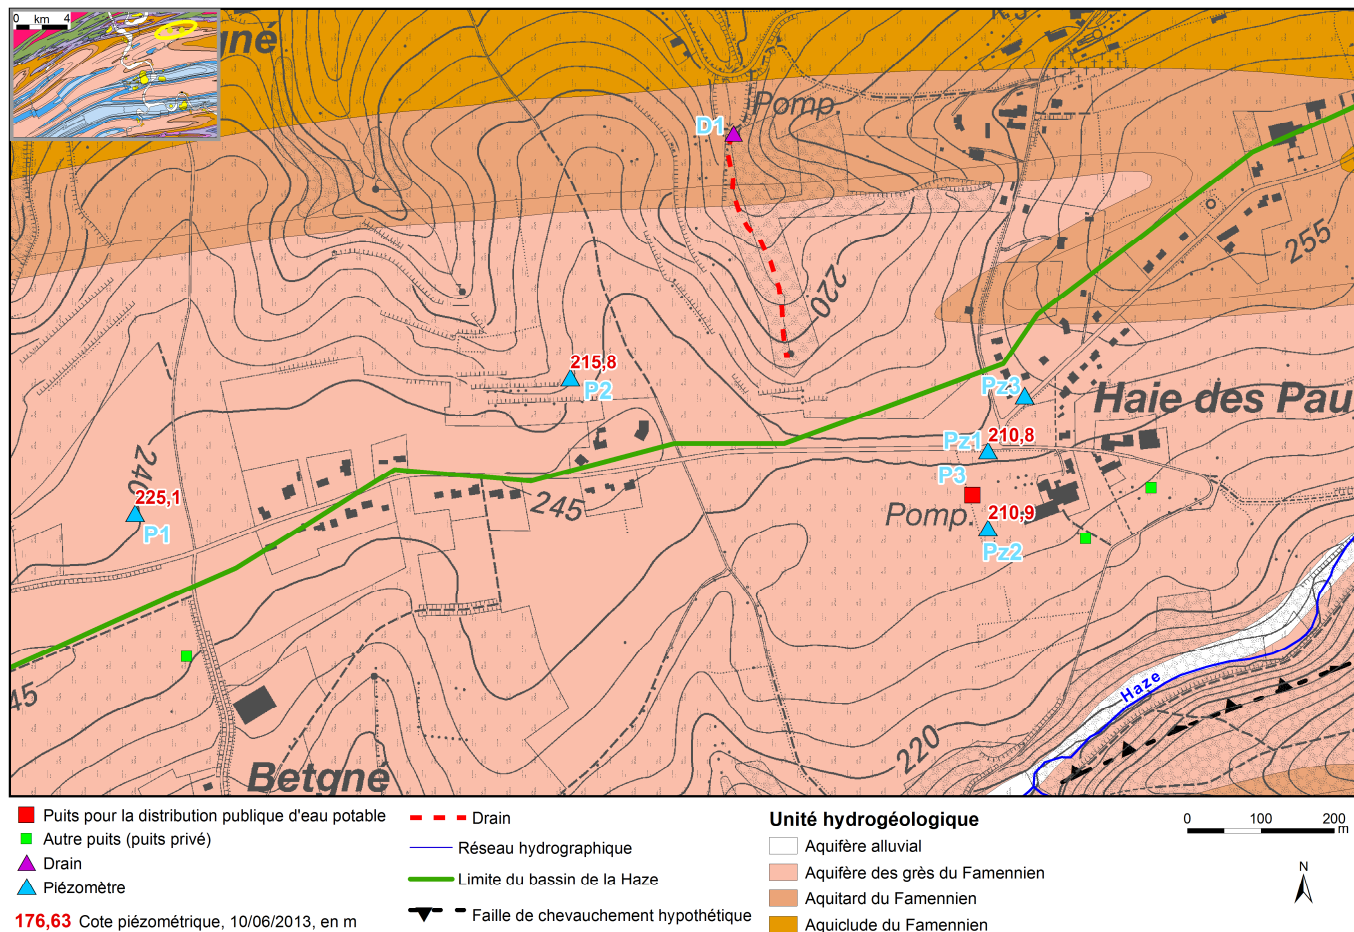 0 km 4
gné
R.3
Pomp.
D1
255
220
215,8
P2
Pz3
Haie des Pau
240
225,1
P1
Pz1
210,8
P3
245
Pomp.
210,9
Pz2
45
Haze
220
Betgné
Puits pour la distribution publique d'eau potable
Autre puits (puits privé)
Drain
Piézomètre
176,63 Cote piézométrique, 10/06/2013, en m
Drain
Réseau hydrographique
Limite du bassin de la Haze
Faille de chevauchement hypothétique
Unité hydrogéologique
Aquifère alluvial
Aquifère des grès du Famennien
Aquitard du Famennien
Aquiclude du Famennien
0 100 200
m
N